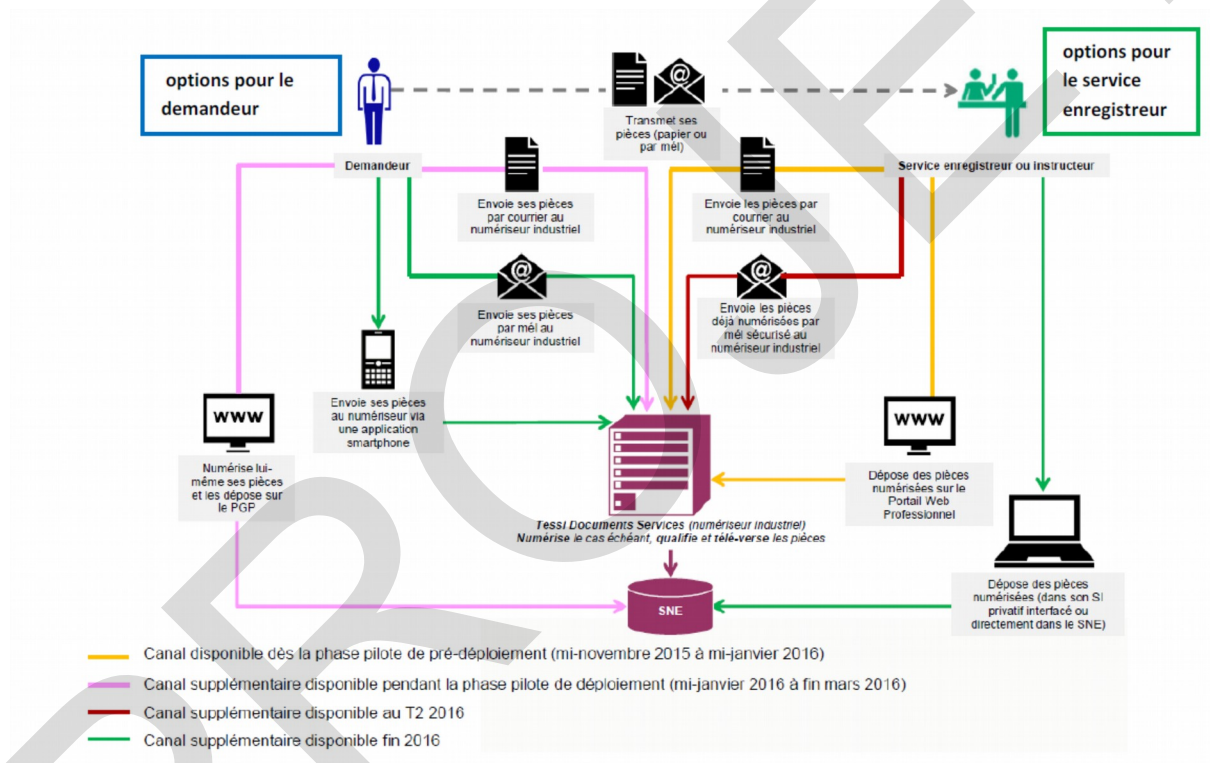 options pour le
demandeur
options pour
le service
enregistreur
@
Transmet ses
pièces (papier ou
par mél)
Demandeur
Service enregistreur ou instructeur
Envoie ses pièces
par courrier au
numériseur industriel
Envoie les pièces par
courrier au
numériseur industriel
@
Envoie ses pièces
par mél au
numériseur industriel
@
Envoie les pièces
déjà numérisées par
mél sécurisé au
numériseur industriel
Envoie ses pièces
au numériseur via
une application
smartphone
www
Numérise lui-
même ses pièces
et les dépose sur
le PGP
www
Dépose des pièces
numérisées sur le
Portail Web
Professionnel
Tessi Documents Services (numériseur industriel)
Numérise le cas échéant, qualifie et télé-verse les pièces
SNE
Dépose des pièces
numérisées (dans son SI
privatif interfacé ou
directement dans le SNE)
Canal disponible dès la phase pilote de pré-déploiement (mi-novembre 2015 à mi-janvier 2016)
Canal supplémentaire disponible pendant la phase pilote de déploiement (mi-janvier 2016 à fin mars 2016)
Canal supplémentaire disponible au T2 2016
Canal supplémentaire disponible fin 2016
PROJE